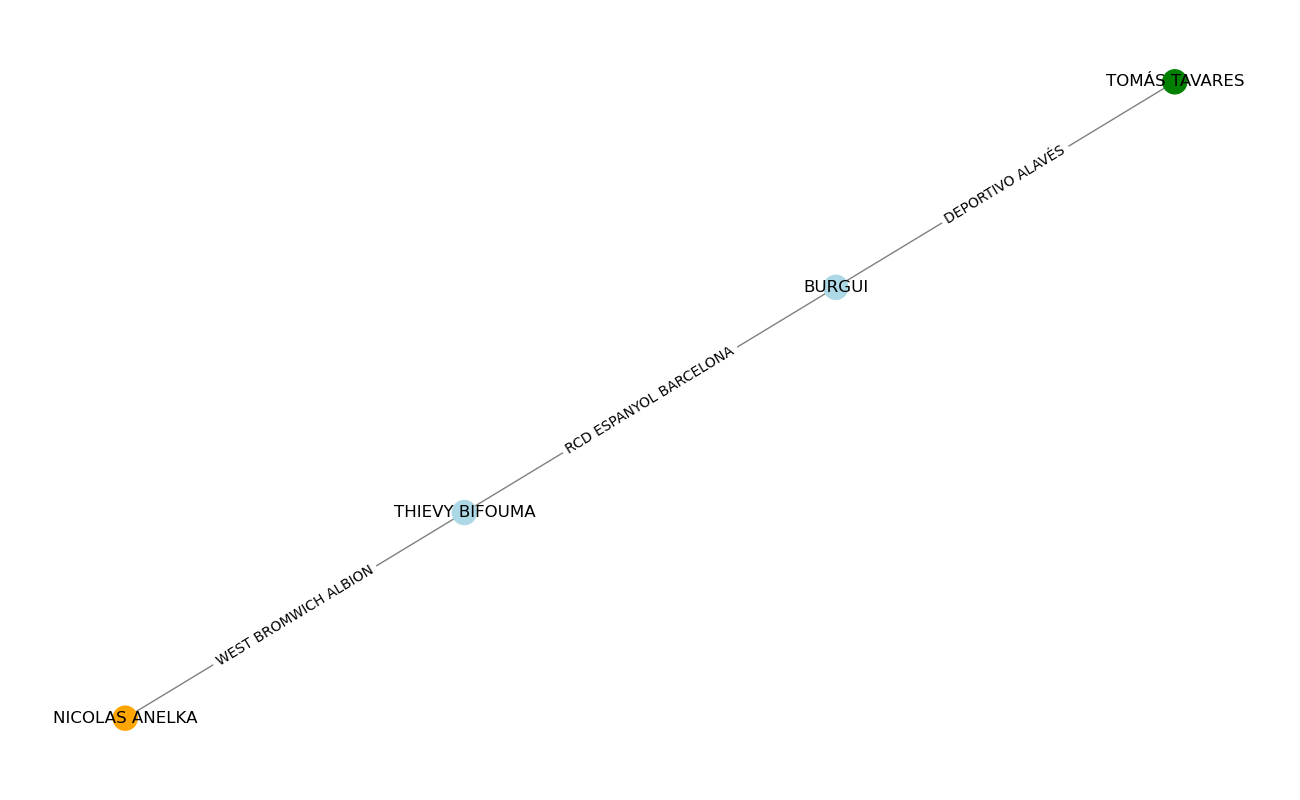 TOMÁS TAVARES
DEPORTIVO ALAVÉS
BURGUI
RCD ESPANYOL BARCELONA
THIEVY BIFOUMA
WEST BROMWICH ALBION
NICOLAS ANELKA